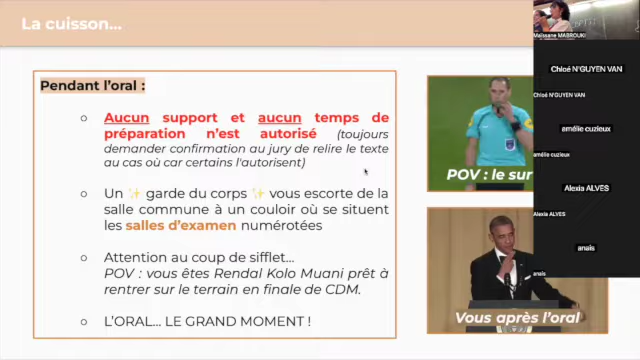 La cuisson...
Pendant l'oral :
○ Aucun support et aucun temps de
préparation n'est autorisé (toujours
demander confirmation au jury de relire le texte
au cas où car certains l'autorisent)
○ Un ✨ garde du corps ✨ vous escorte de la
salle commune à un couloir où se situent
les salles d'examen numérotées
○ Attention au coup de sifflet...
POV : vous êtes Rendal Kolo Muani prêt à
rentrer sur le terrain en finale de CDM.
○ L'ORAL... LE GRAND MOMENT !
POV : le sur
Vous après l'oral
Maïssane MABROUKI
Chloé N'GUYEN VAN
Chloé N'GUYEN VAN
amélie cuzieux
amélie cuzieux
Alexia ALVES
Alexia ALVES
anais
anais